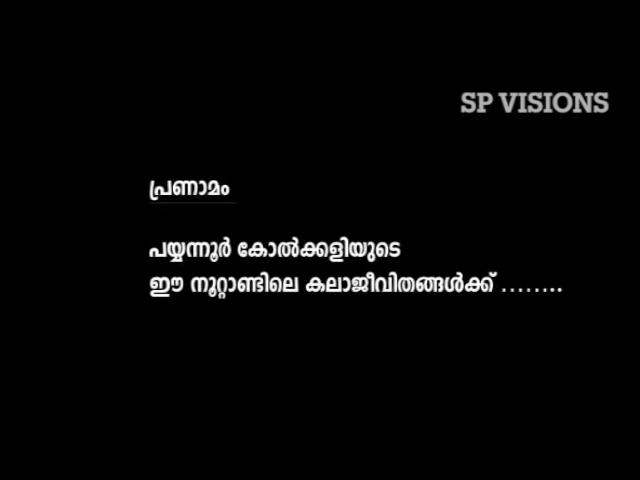 SP VISIONS
പ്രണാമം
പയ്യന്നൂർ കോൽക്കളിയുടെ
ഈ നൂറ്റാണ്ടിലെ കലാജീവിതങ്ങൾക്ക് ........